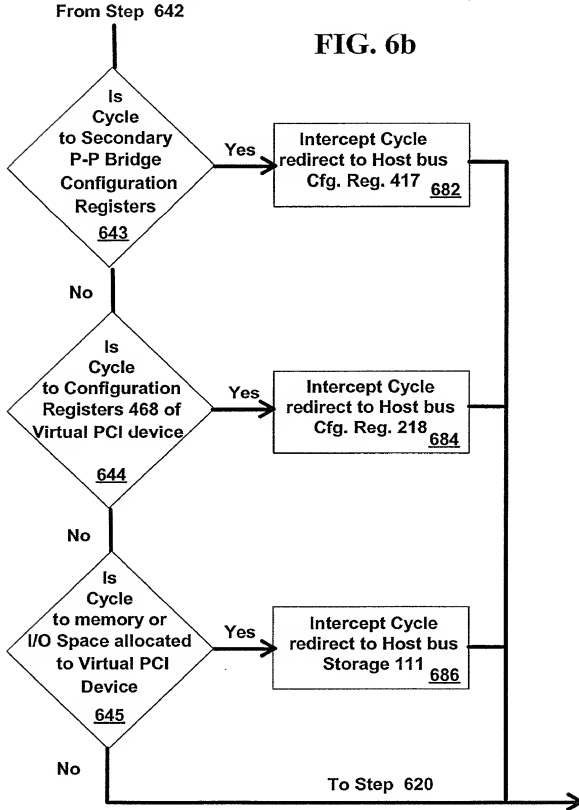 From Step 642
FIG. 6b
Is
Cycle
to Secondary
P-P Bridge
Configuration
Registers
643
Yes
Intercept Cycle
redirect to Host bus
Cfg. Reg. 417
682
No
Is
Cycle
to Configuration
Registers 468 of
Virtual PCI device
644
Yes
Intercept Cycle
redirect to Host bus
Cfg. Reg. 218
684
No
Is
Cycle
to memory or
I/O Space allocated
to Virtual PCI
Device
645
Yes
Intercept Cycle
redirect to Host bus
Storage 111
686
No
To Step 620